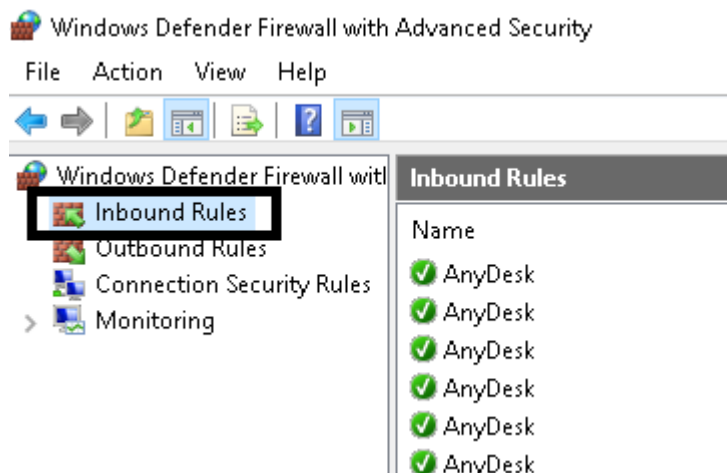 Windows Defender Firewall with Advanced Security
File Action View Help
Windows Defender Firewall witl
Inbound Rules
Outbound Rules
Connection Security Rules
Monitoring
Inbound Rules
Name
AnyDesk
AnyDesk
AnyDesk
AnyDesk
AnyDesk
AnyDesk